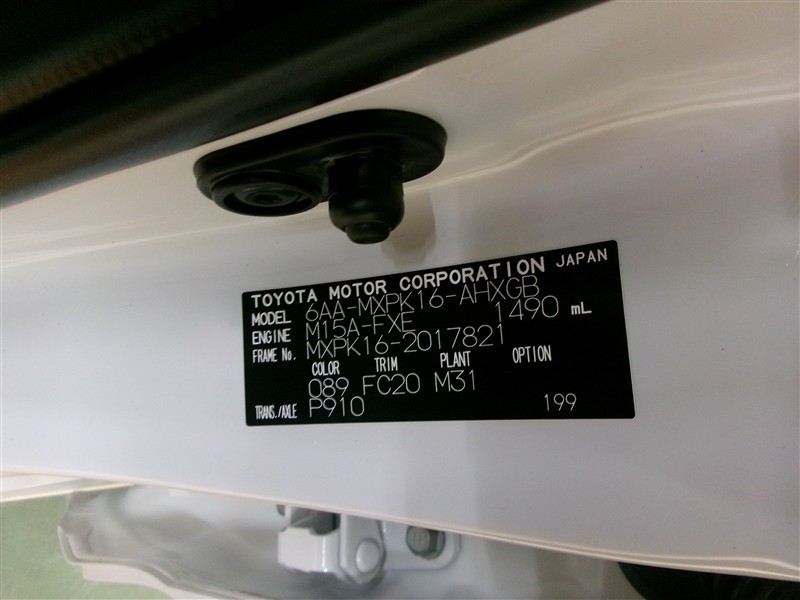 TOYOTA MOTOR CORPORATION JAPAN
MODEL 6AA-MXPK16-AHXGB
ENGINE M15A-FXE 1490 mL
FRAME No. MXPK16-2017821
COLOR TRIM PLANT OPTION
089 FC20 M31
TRANS./AXLE P910 199